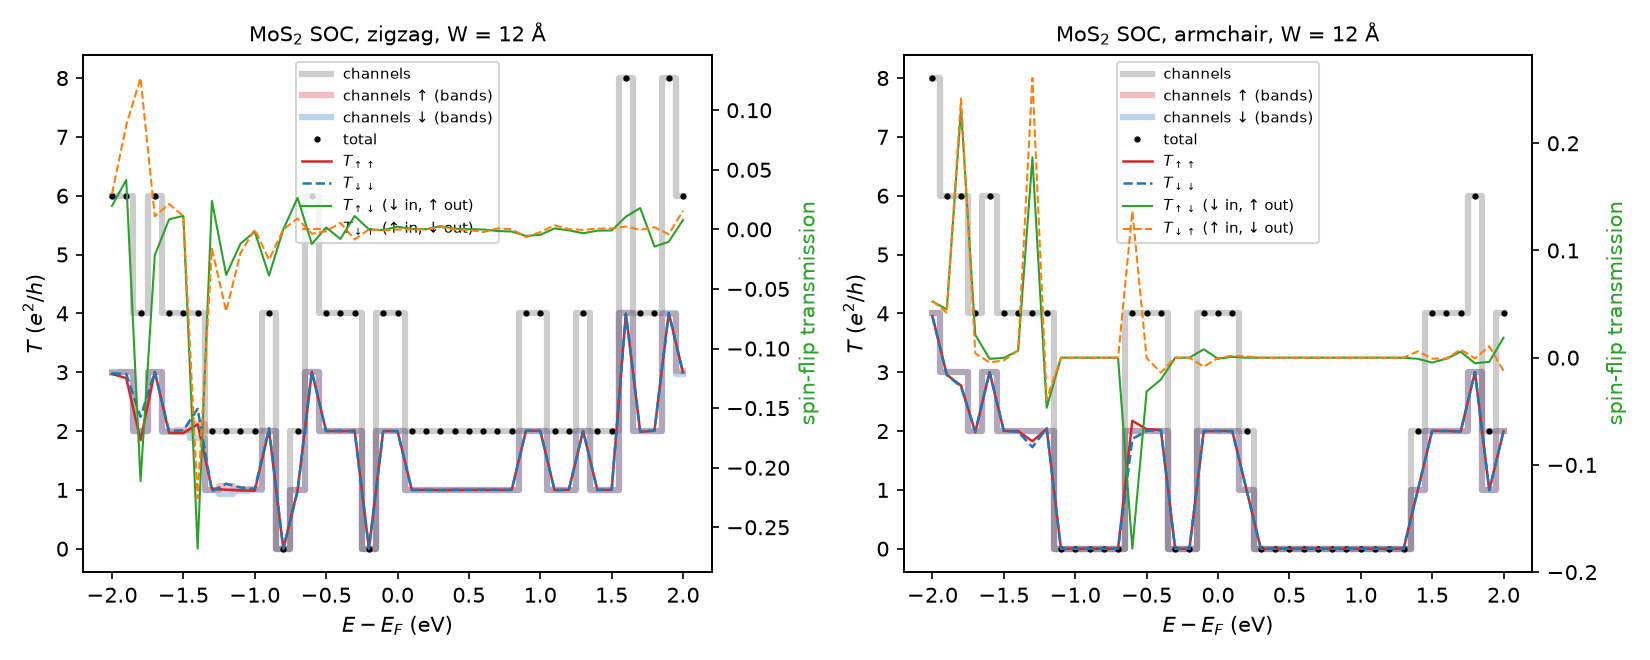 MoS₂ SOC, zigzag, W = 12 Å
8
7
6
5
4
3
2
1
0
T (e²/h)
channels
channels ↑ (bands)
channels ↓ (bands)
total
T↑↑
T↓↓
T↑↓ (↓ in, ↑ out)
T↓↑ (↑ in, ↓ out)
0.10
0.05
0.00
−0.05
−0.10
−0.15
−0.20
−0.25
spin-flip transmission
−2.0 −1.5 −1.0 −0.5 0.0 0.5 1.0 1.5 2.0
E − E_F (eV)
MoS₂ SOC, armchair, W = 12 Å
8
7
6
5
4
3
2
1
0
T (e²/h)
channels
channels ↑ (bands)
channels ↓ (bands)
total
T↑↑
T↓↓
T↑↓ (↓ in, ↑ out)
T↓↑ (↑ in, ↓ out)
0.2
0.1
0.0
−0.1
−0.2
spin-flip transmission
−2.0 −1.5 −1.0 −0.5 0.0 0.5 1.0 1.5 2.0
E − E_F (eV)